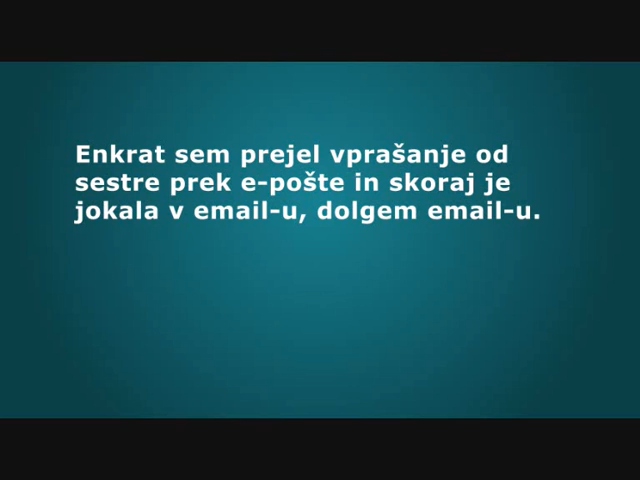 Enkrat sem prejel vprašanje od
sestre prek e-pošte in skoraj je
jokala v email-u, dolgem email-u.